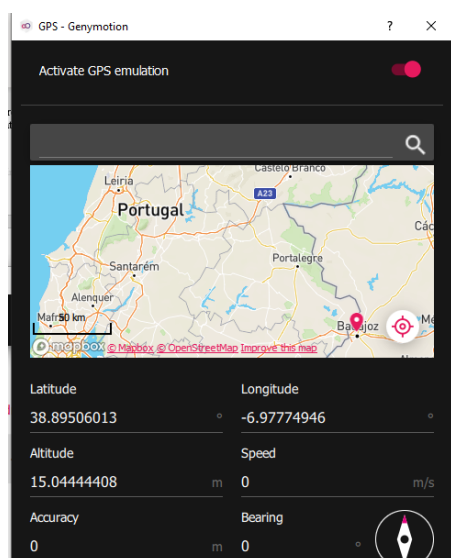 GPS - Genymotion
Activate GPS emulation
Castelo Branco
Leiria
A23
Portugal
Các
Santarém
Portalegre
Alenquer
Mafr
50 km
Badajoz
Mé
mapbox © Mapbox © OpenStreetMap Improve this map
Latitude Longitude
38.89506013 ° -6.97774946 °
Altitude Speed
15.04444408 m 0 m/s
Accuracy Bearing
0 m 0 °